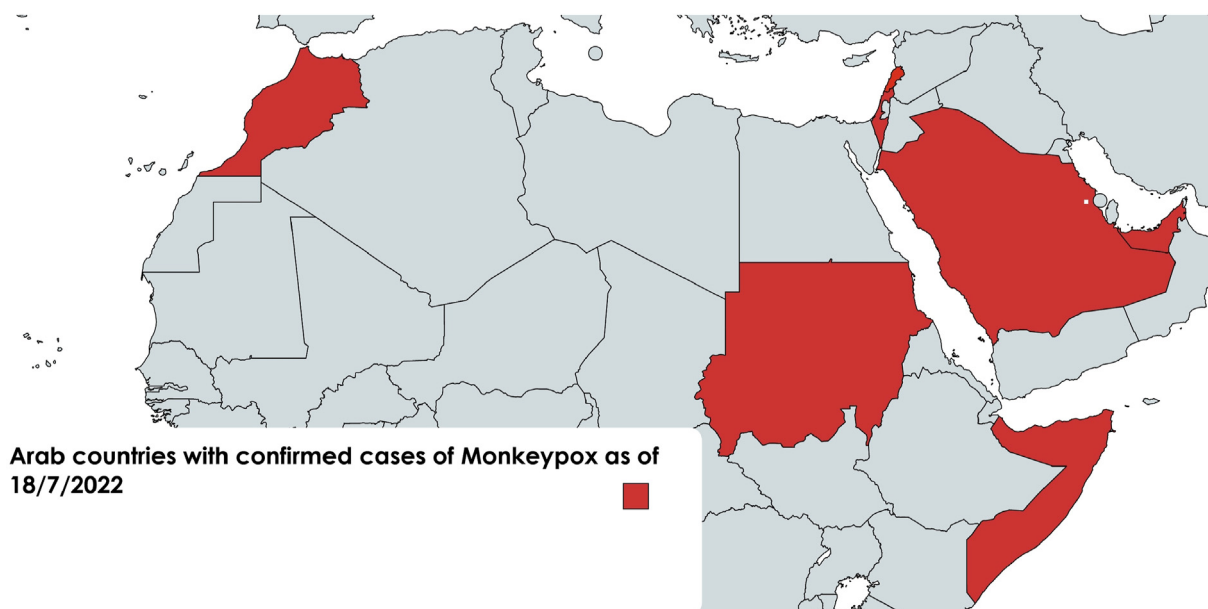 Arab countries with confirmed cases of Monkeypox as of
18/7/2022